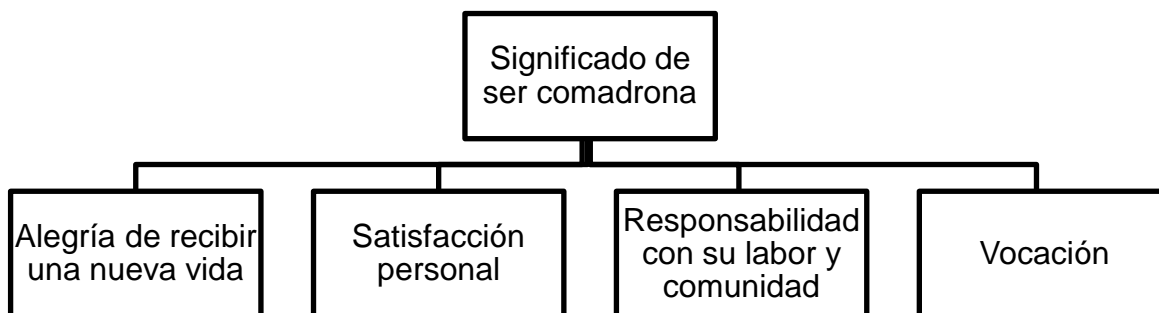 Significado de
ser comadrona
Alegría de recibir
una nueva vida
Satisfacción
personal
Responsabilidad
con su labor y
comunidad
Vocación